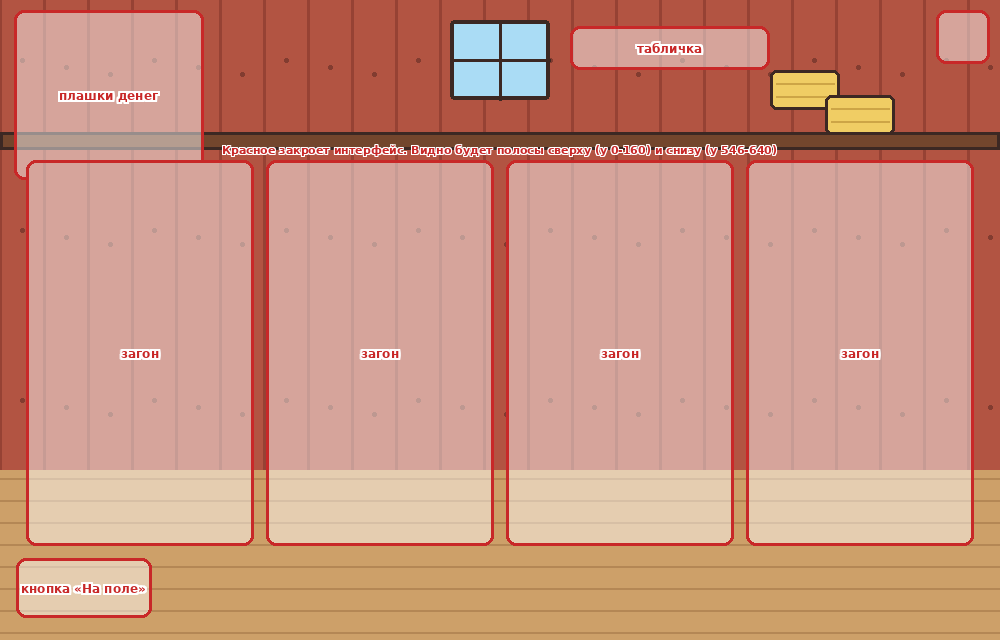 табличка
плашки денег
Красное закроет интерфейс. Видно будет полосы сверху (y 0-160) и снизу (y 546-640)
загон
загон
загон
загон
кнопка «На поле»